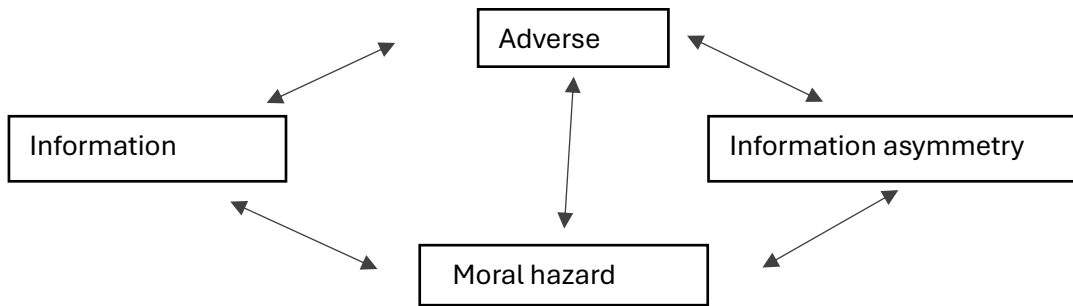 Adverse
Information
Information asymmetry
Moral hazard